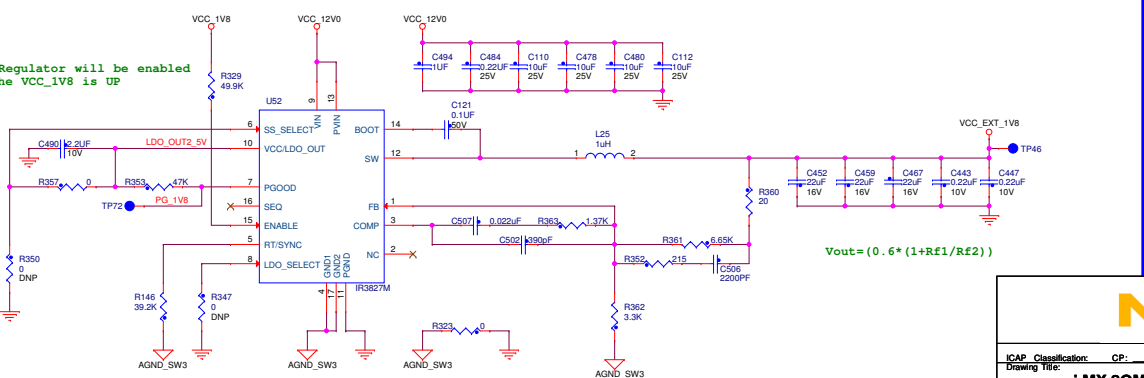 VCC_1V8
VCC_12V0
VCC_12V0
Regulator will be enabled
he VCC_1V8 is UP
R329
49.9K
C494
1UF
C484
0.22UF
25V
C110
10uF
25V
C478
10uF
25V
C480
10uF
25V
C112
10uF
25V
U52
9
VIN
13
PVIN
6
SS_SELECT
BOOT
14
C121
0.1UF
50V
C490
2.2UF
10V
LDO_OUT2_5V
10
VCC/LDO_OUT
SW
12
L25
1uH
1
2
VCC_EXT_1V8
TP46
R357
0
R353
47K
7
PGOOD
TP72
PG_1V8
16
SEQ
FB
1
15
ENABLE
COMP
3
C507
0.022uF
R363
1.37K
R360
20
C452
22uF
16V
C459
22uF
16V
C467
22uF
16V
C443
0.22uF
10V
C447
0.22uF
10V
5
RT/SYNC
C502
390pF
R361
6.65K
NC
2
Vout=(0.6*(1+Rf1/Rf2))
8
LDO_SELECT
R352
215
C506
2200PF
R350
0
DNP
GND1
GND2
PGND
4
17
11
IR3827M
R146
39.2K
R347
0
DNP
R362
3.3K
R323
0
AGND_SW3
AGND_SW3
AGND_SW3
AGND_SW3
N
ICAP Classification:
CP:
Drawing Title: